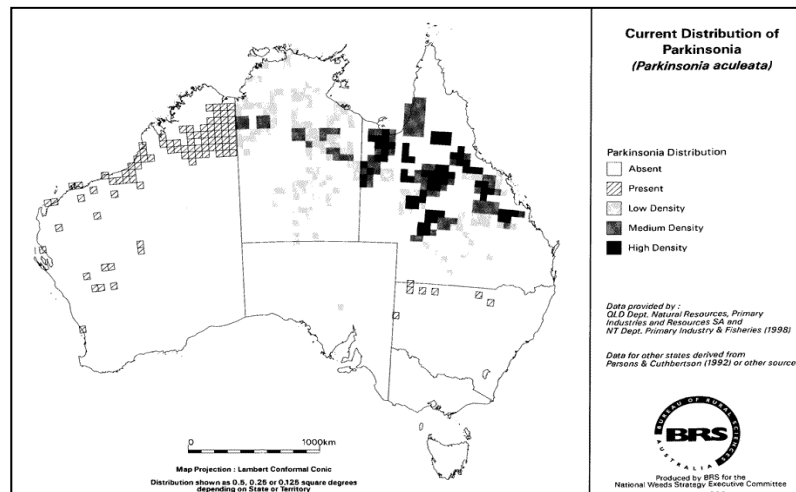 Current Distribution of
Parkinsonia
(Parkinsonia aculeata)
Parkinsonia Distribution
Absent
Present
Low Density
Medium Density
High Density
Data provided by :
QLD Dept. Natural Resources, Primary
Industries and Resources SA and
NT Dept. Primary Industry & Fisheries (1998)
Data for other states derived from
Parsons & Cuthbertson (1992) or other source
0
1000km
Map Projection : Lambert Conformal Conic
Distribution shown as 0.5, 0.25 or 0.125 square degrees
depending on State or Territory
BUREAU OF RURAL SCIENCES
BRS
AUSTRALIA
Produced by BRS for the
National Weeds Strategy Executive Committee